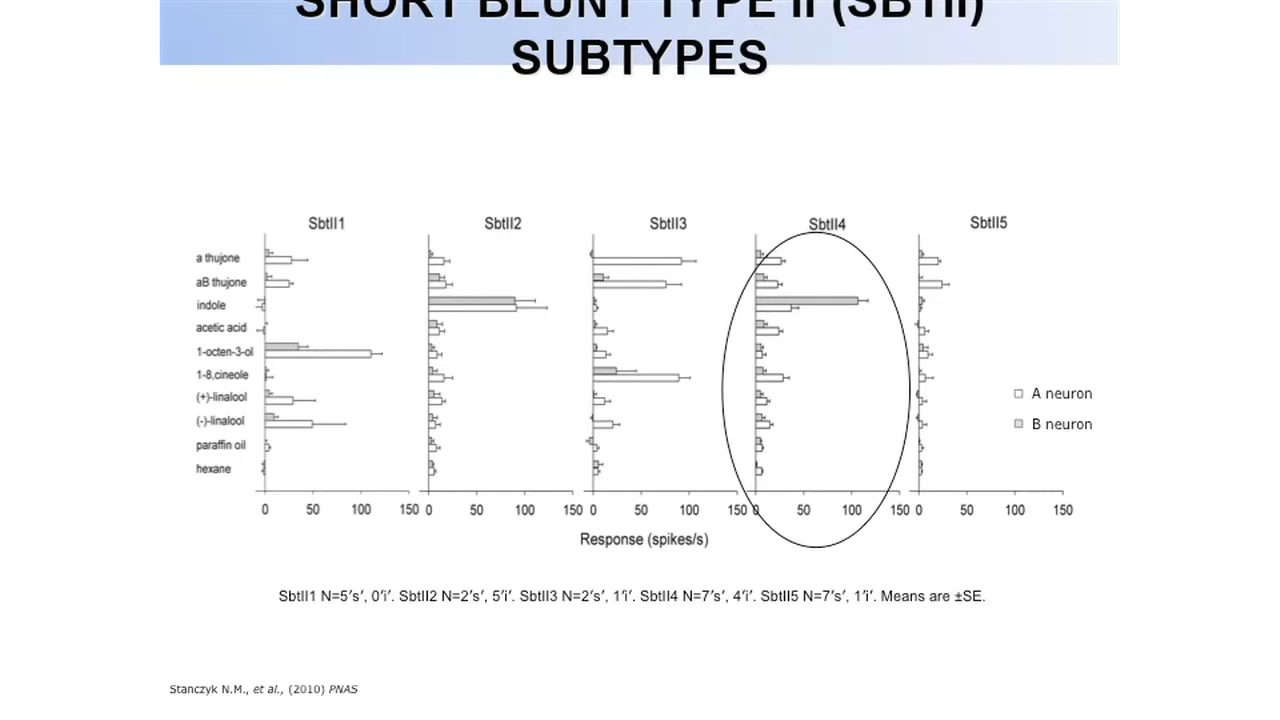 SHORT BLUNT TYPE II (SBTIII)
SUBTYPES
SbtII1 SbtII2 SbtII3 SbtII4 SbtII5
a thujone
aB thujone
indole
acetic acid
1-octen-3-ol
1-8,cineole
(+)-linalool
(-)-linalool
paraffin oil
hexane
A neuron
B neuron
0 50 100 150 0 50 100 150 0 50 100 150 0 50 100 150 0 50 100 150
Response (spikes/s)
SbtII1 N=5's', 0'i'. SbtII2 N=2's', 5'i'. SbtII3 N=2's', 1'i'. SbtII4 N=7's', 4'i'. SbtII5 N=7's', 1'i'. Means are ±SE.
Stanczyk N.M., et al., (2010) PNAS